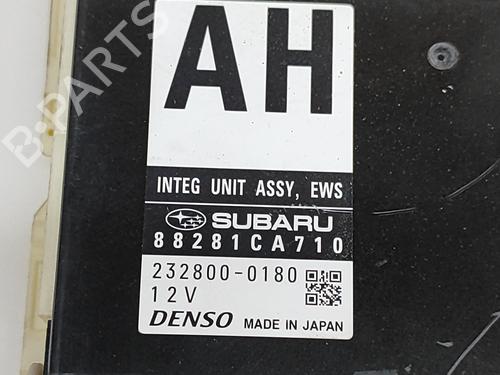 B-PARTS
AH
INTEG UNIT ASSY, EWS
SUBARU
88281CA710
232800-0180
12V
DENSO MADE IN JAPAN